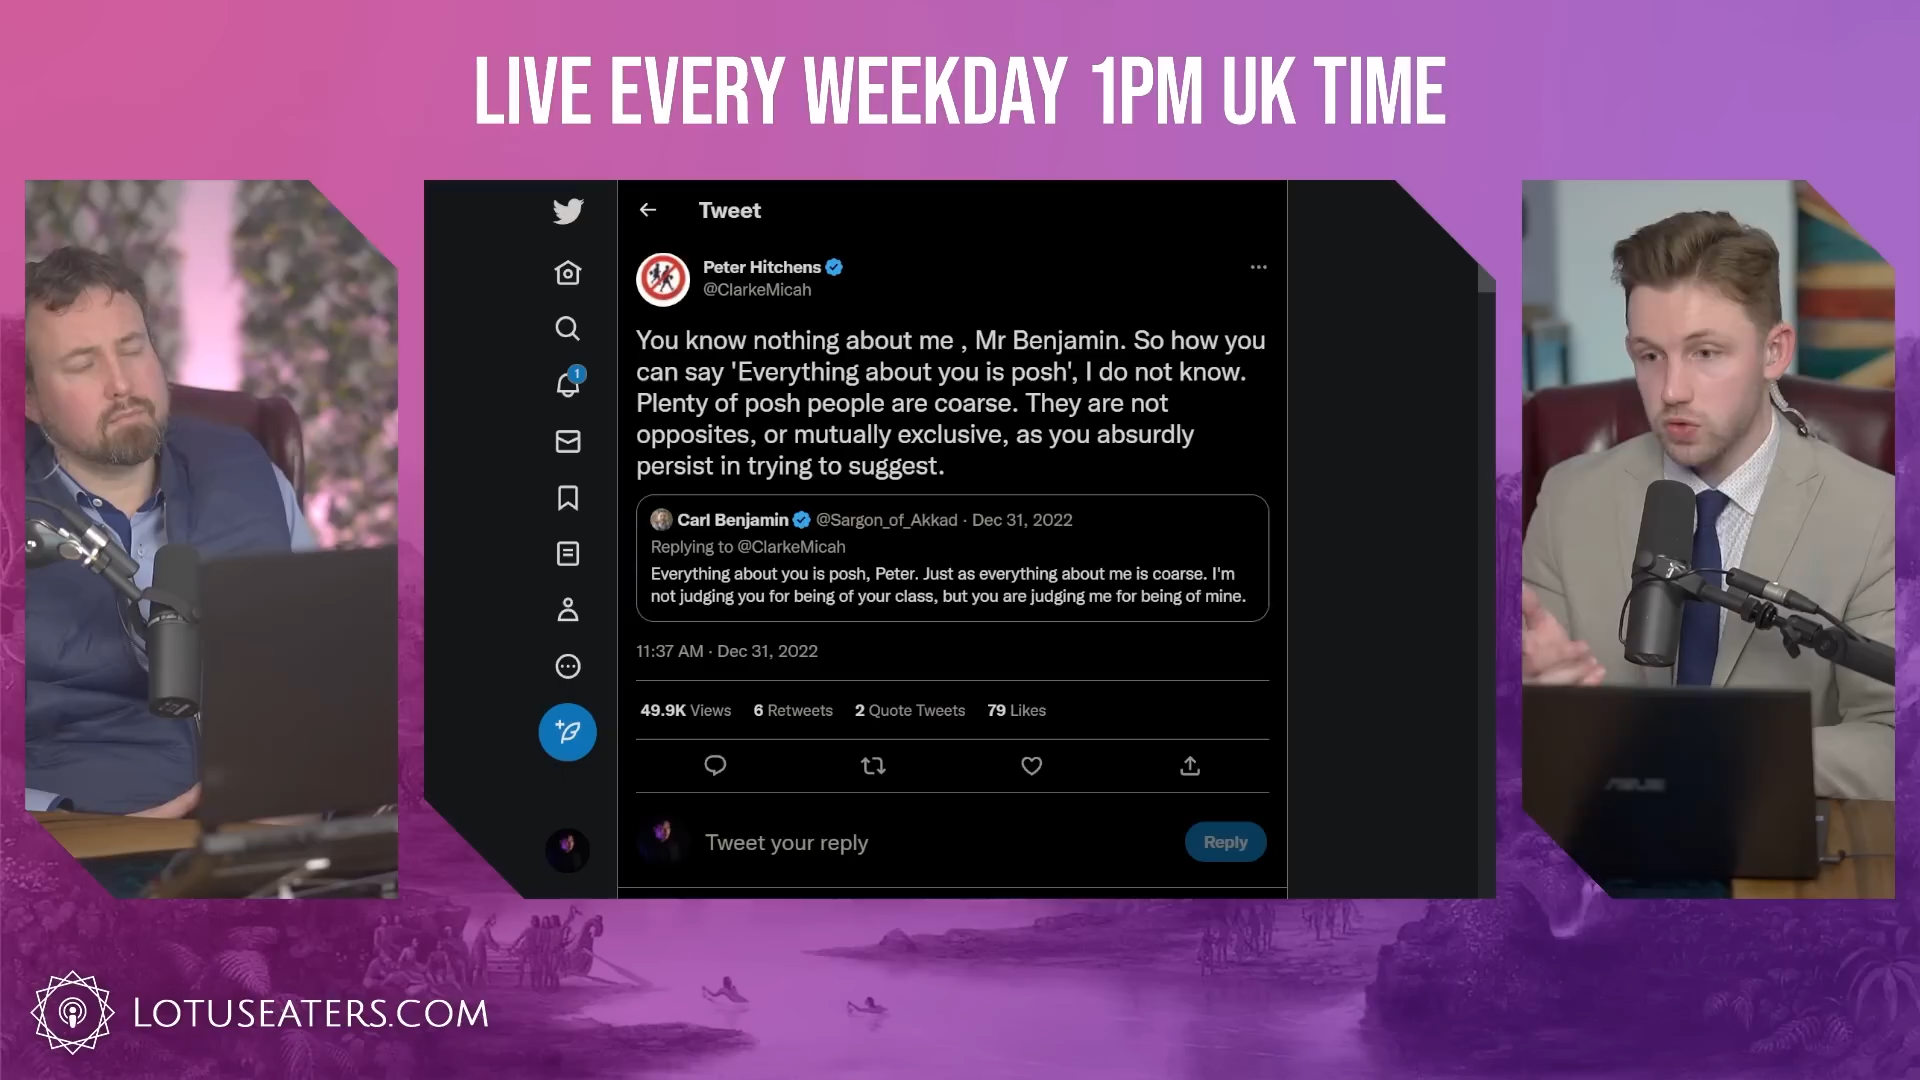 LIVE EVERY WEEKDAY 1PM UK TIME
Tweet
Peter Hitchens
@ClarkeMicah
You know nothing about me , Mr Benjamin. So how you
can say 'Everything about you is posh', I do not know.
Plenty of posh people are coarse. They are not
opposites, or mutually exclusive, as you absurdly
persist in trying to suggest.
Carl Benjamin @Sargon_of_Akkad · Dec 31, 2022
Replying to @ClarkeMicah
Everything about you is posh, Peter. Just as everything about me is coarse. I'm
not judging you for being of your class, but you are judging me for being of mine.
11:37 AM · Dec 31, 2022
49.9K Views 6 Retweets 2 Quote Tweets 79 Likes
Tweet your reply
Reply
1
ASUS
LOTUSEATERS.COM